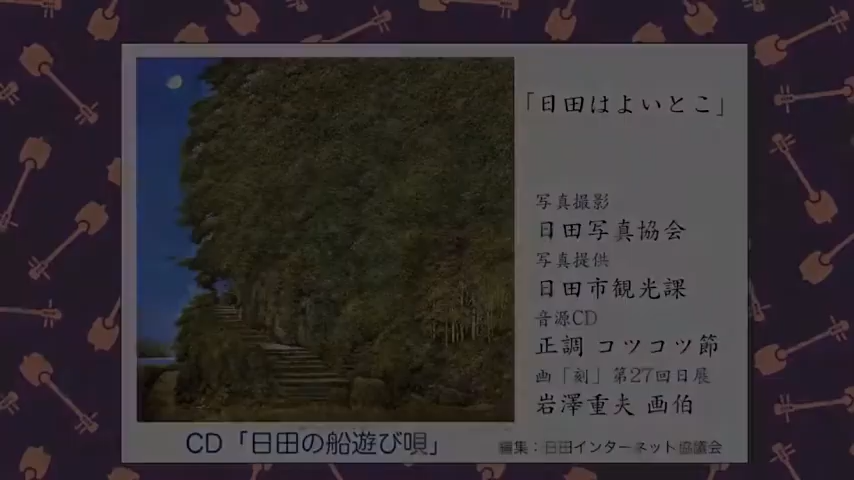 「日田はよいとこ」
写真撮影
日田写真協会
写真提供
日田市観光課
音源CD
正調 コツコツ節
画「刻」第27回日展
岩澤重夫 画伯
CD「日田の船遊び唄」
編集：日田インターネット協議会